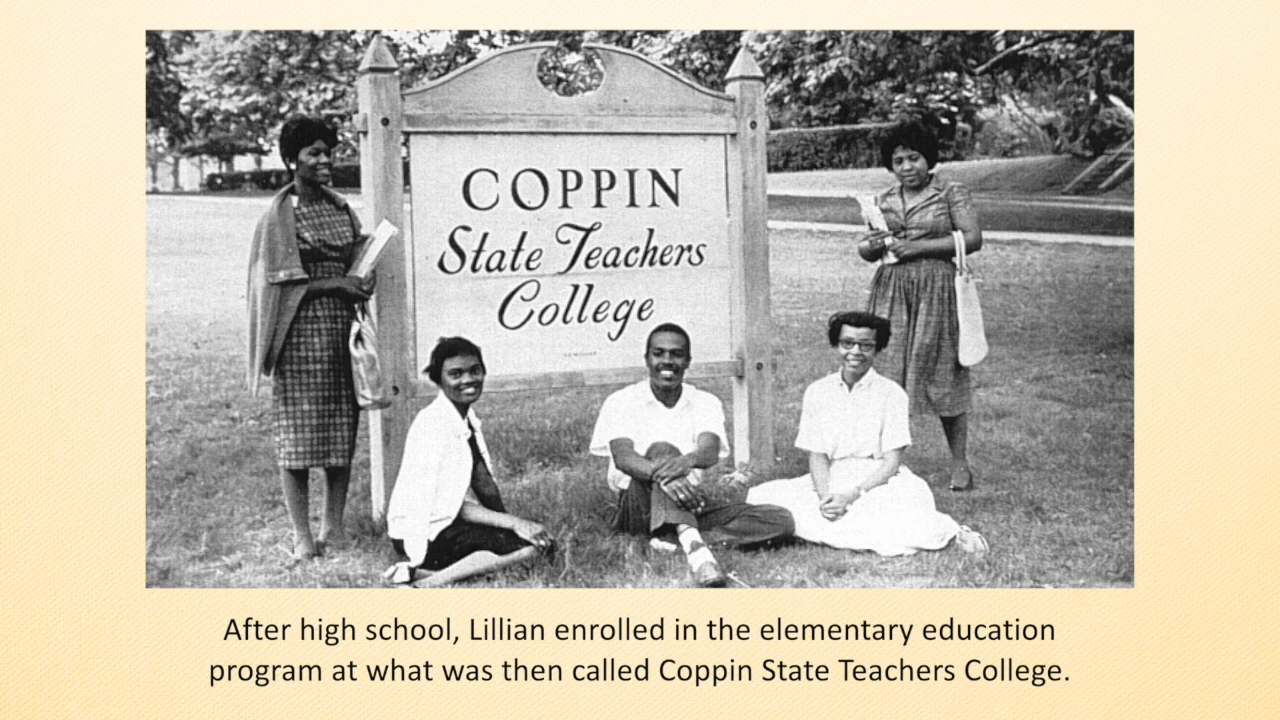 COPPIN
State Teachers
College
After high school, Lillian enrolled in the elementary education
program at what was then called Coppin State Teachers College.